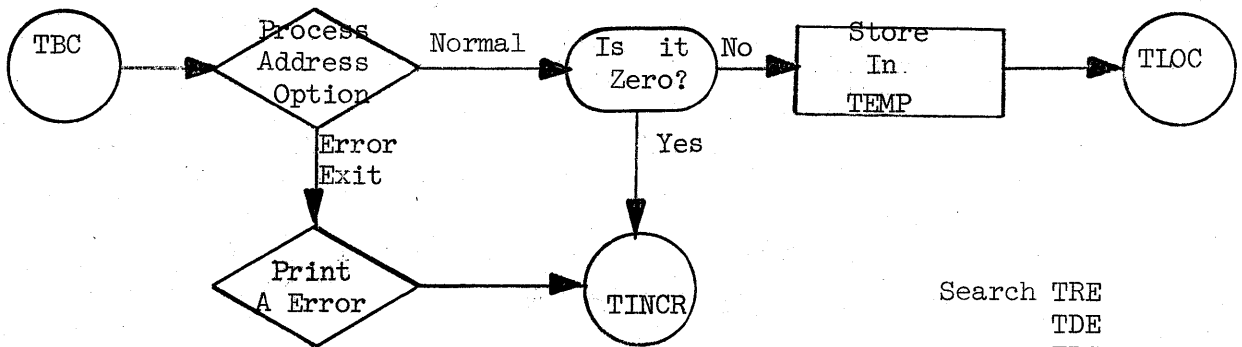 TBC
Process
Address
Option
Normal
Is it
Zero?
No
Store
In
TEMP
TLOC
Error
Exit
Yes
Print
A Error
TINCR
Search TRE
TDE